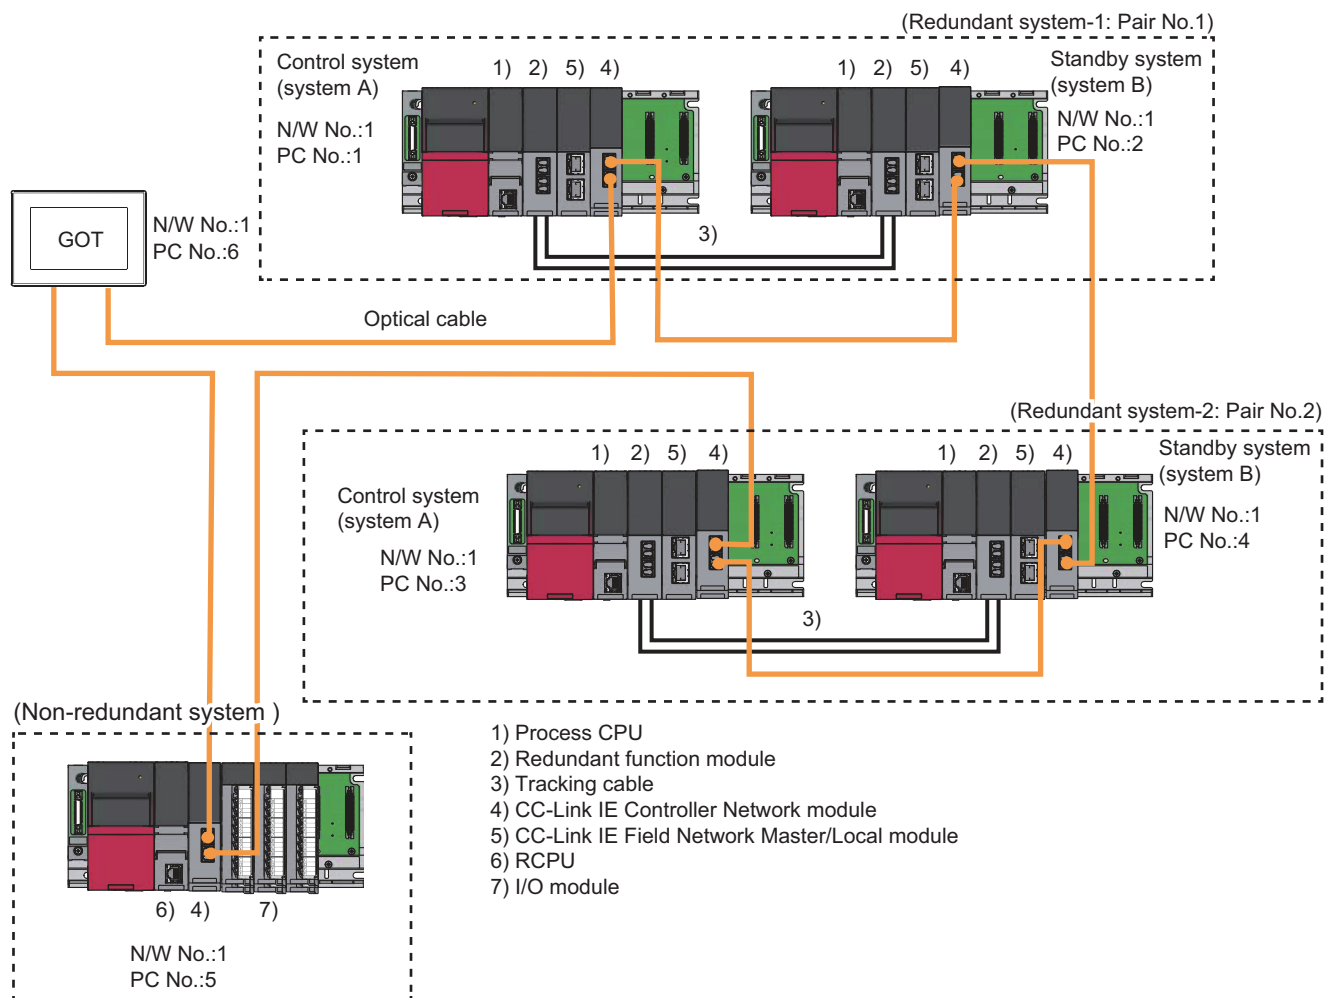 (Redundant system-1: Pair No.1)
Control system
(system A)
N/W No.:1
PC No.:1
1) 2) 5) 4)
1) 2) 5) 4)
Standby system
(system B)
N/W No.:1
PC No.:2
3)
GOT
N/W No.:1
PC No.:6
Optical cable
(Redundant system-2: Pair No.2)
Control system
(system A)
N/W No.:1
PC No.:3
1) 2) 5) 4)
1) 2) 5) 4)
Standby system
(system B)
N/W No.:1
PC No.:4
3)
(Non-redundant system )
6) 4) 7)
N/W No.:1
PC No.:5
1) Process CPU
2) Redundant function module
3) Tracking cable
4) CC-Link IE Controller Network module
5) CC-Link IE Field Network Master/Local module
6) RCPU
7) I/O module